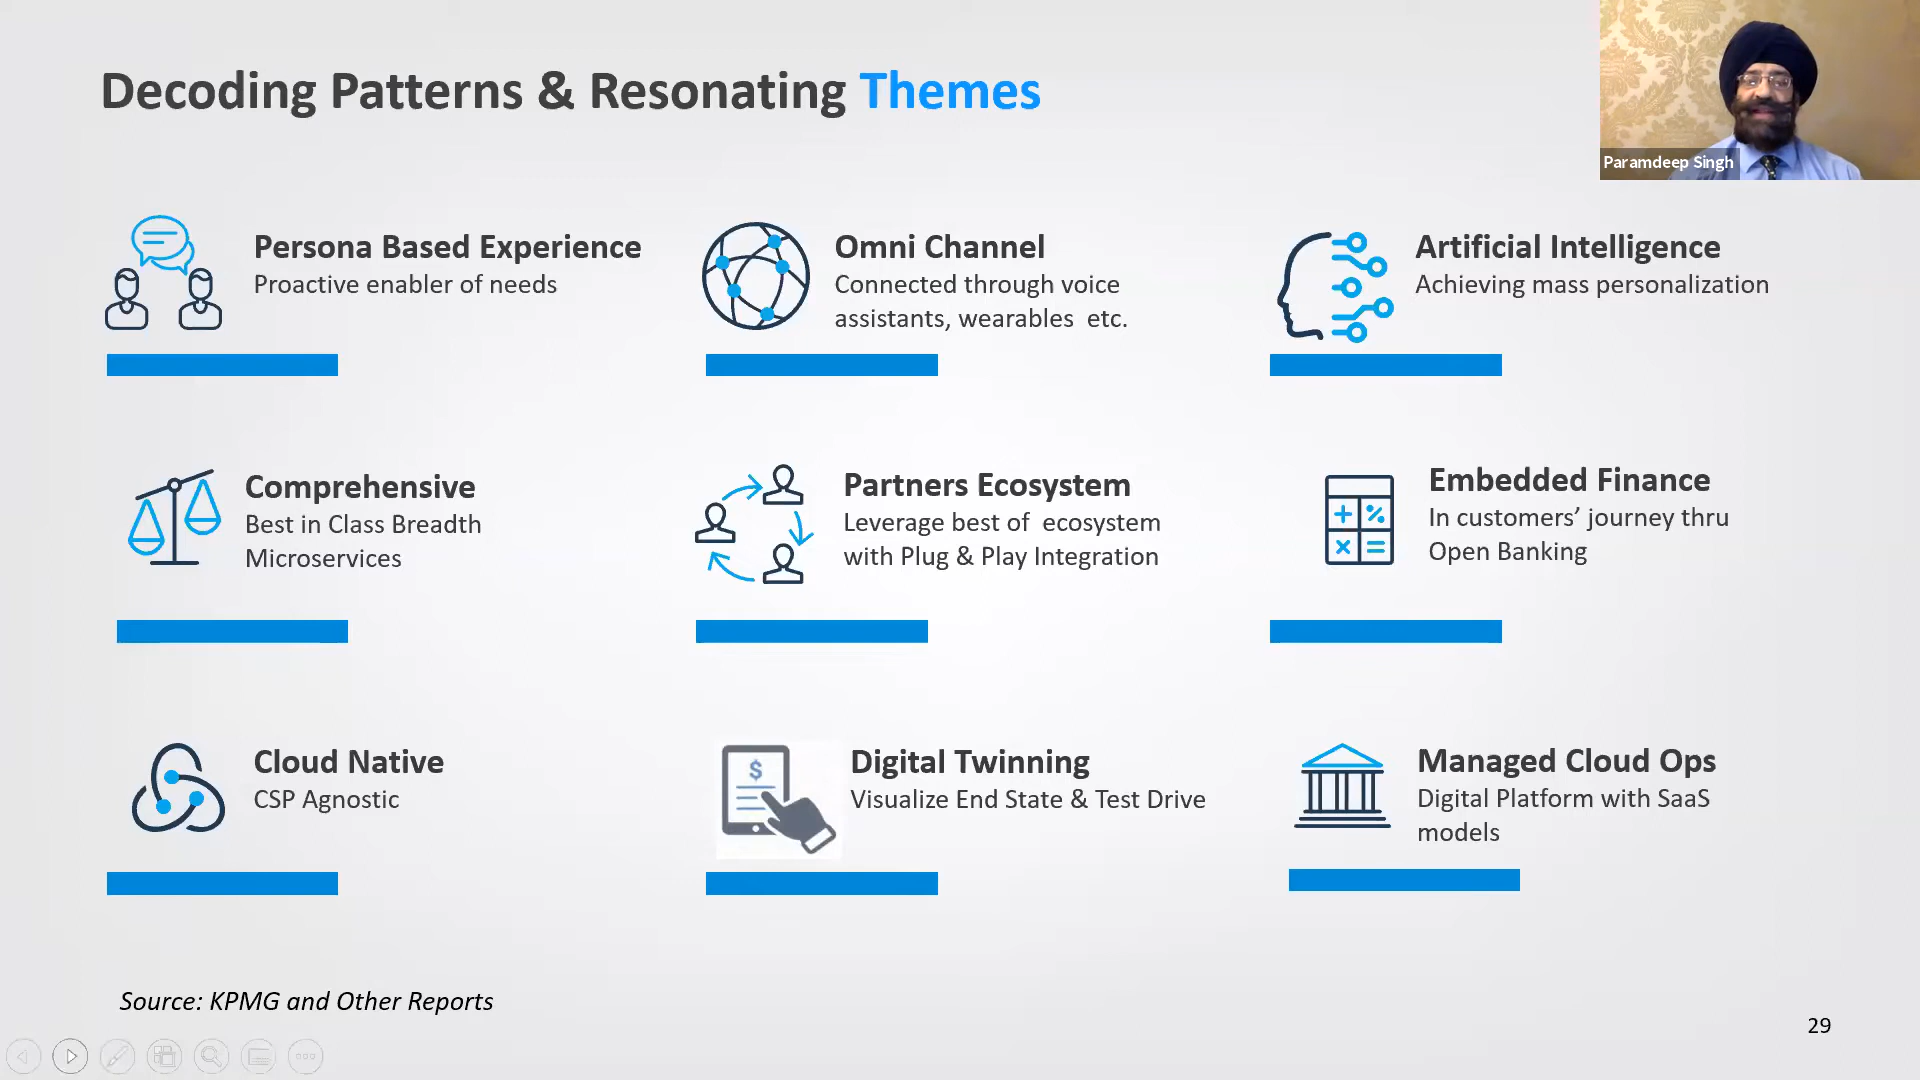 Decoding Patterns & Resonating Themes
Paramdeep Singh
Persona Based Experience
Proactive enabler of needs
Omni Channel
Connected through voice
assistants, wearables etc.
Artificial Intelligence
Achieving mass personalization
Comprehensive
Best in Class Breadth
Microservices
Partners Ecosystem
Leverage best of ecosystem
with Plug & Play Integration
Embedded Finance
In customers’ journey thru
Open Banking
Cloud Native
CSP Agnostic
$
Digital Twinning
Visualize End State & Test Drive
Managed Cloud Ops
Digital Platform with SaaS
models
Source: KPMG and Other Reports
29